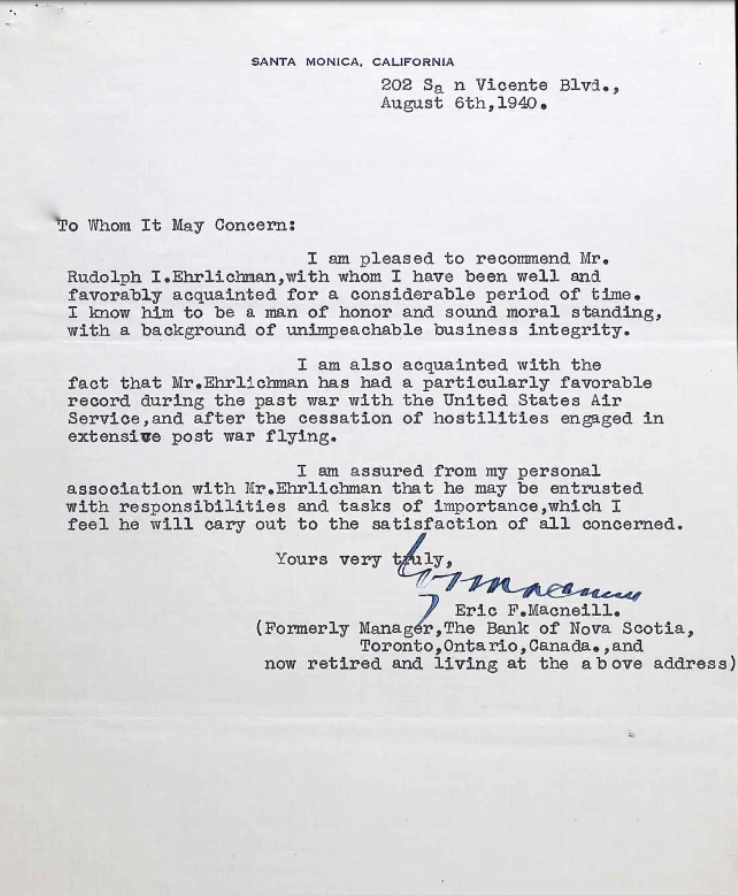 SANTA MONICA, CALIFORNIA
202 Sa n Vicente Blvd.,
August 6th,1940.
To Whom It May Concern:
I am pleased to recommend Mr.
Rudolph I.Ehrlichman,with whom I have been well and
favorably acquainted for a considerable period of time.
I know him to be a man of honor and sound moral standing,
with a background of unimpeachable business integrity.
I am also acquainted with the
fact that Mr.Ehrlichman has had a particularly favorable
record during the past war with the United States Air
Service,and after the cessation of hostilities engaged in
extensive post war flying.
I am assured from my personal
association with Mr.Ehrlichman that he may be entrusted
with responsibilities and tasks of importance,which I
feel he will cary out to the satisfaction of all concerned.
Yours very truly,
Eric F.Macneill.
(Formerly Manager,The Bank of Nova Scotia,
Toronto,Ontario,Canada.,and
now retired and living at the above address)